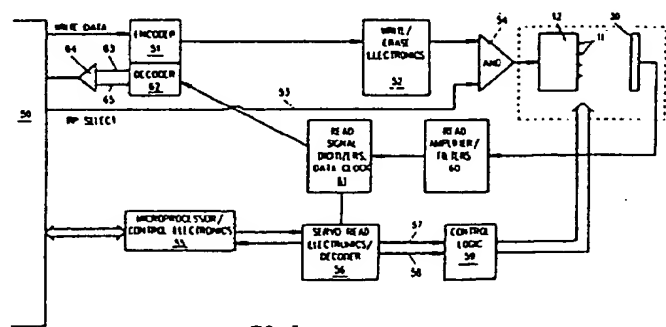 WRITE DATA
64
63
ENCODER
51
DECODER
62
65
WRITE/
ERASE
ELECTRONICS
52
54
AND
12
11
30
53
50
READ
SIGNAL
DIGITIZERS,
DATA CLOCK
61
READ
AMPLIFIER/
FILTERS
60
MICROPROCESSOR/
CONTROL ELECTRONICS
55
SERVO READ
ELECTRONICS/
DECODER
56
57
58
CONTROL
LOGIC
59
SELECT